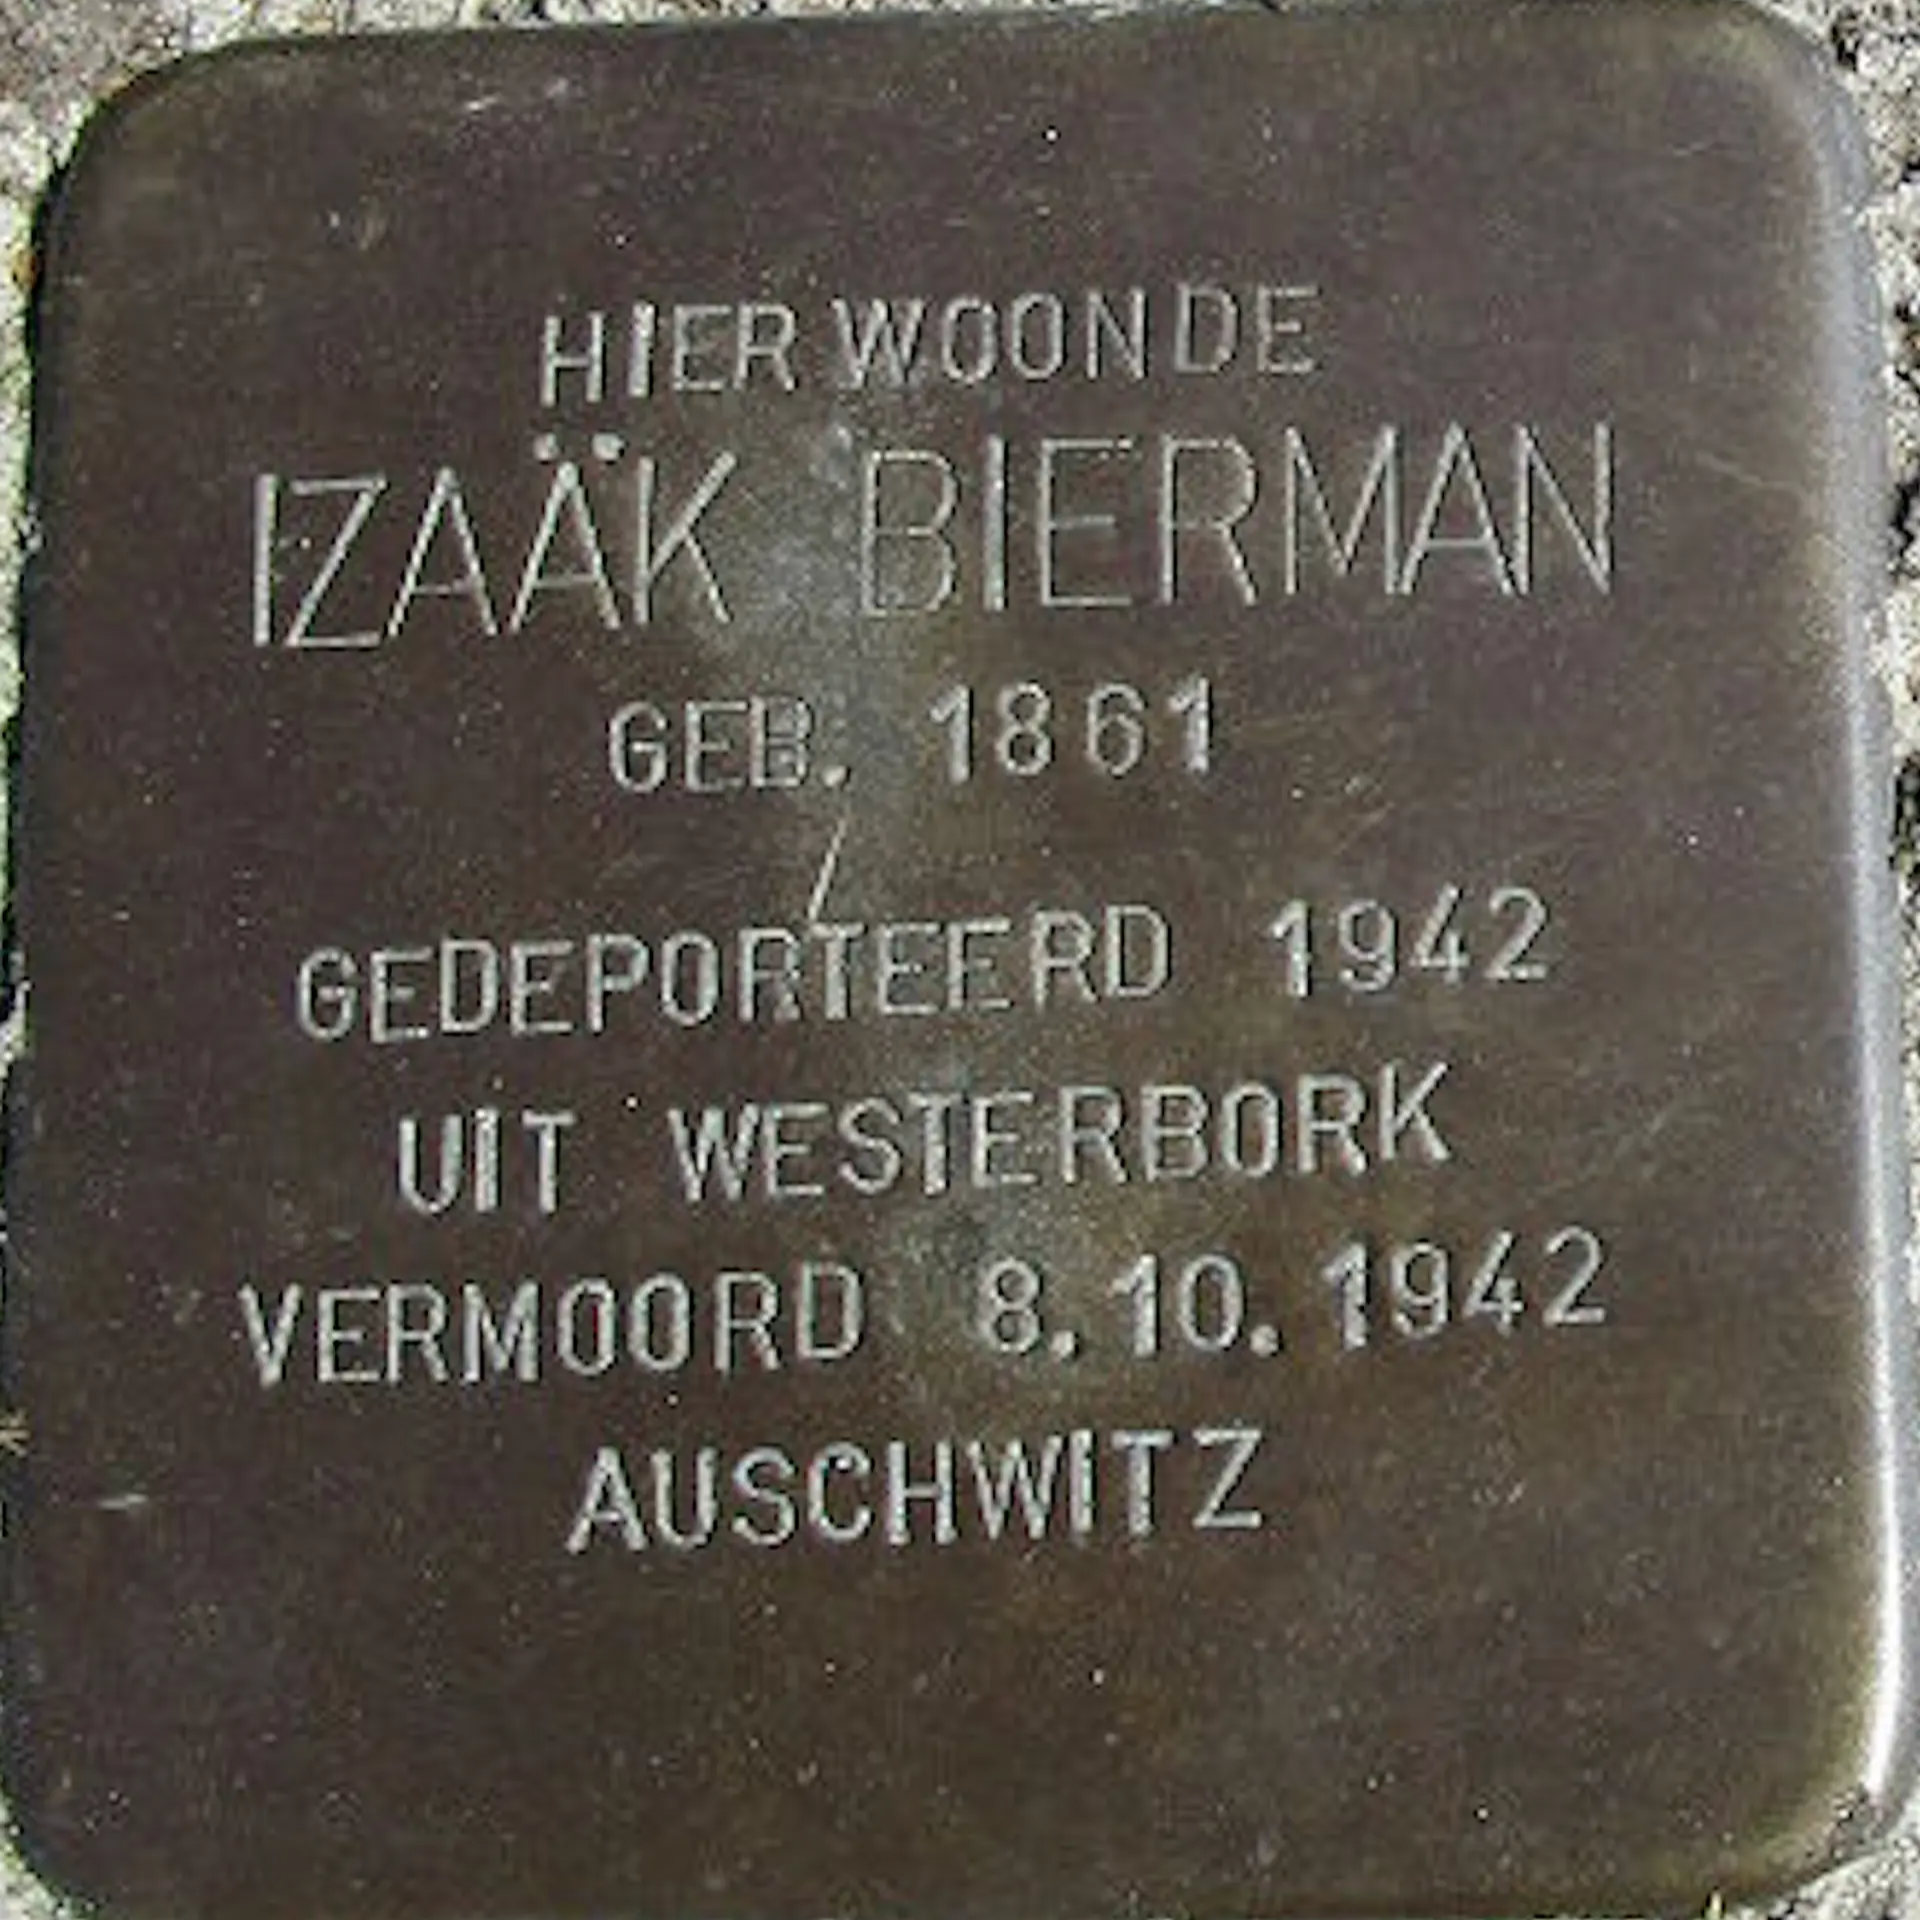 HIER WOONDE
IZAÄK BIERMAN
GEB. 1861
GEDEPORTEERD 1942
UIT WESTERBORK
VERMOORD 8.10.1942
AUSCHWITZ